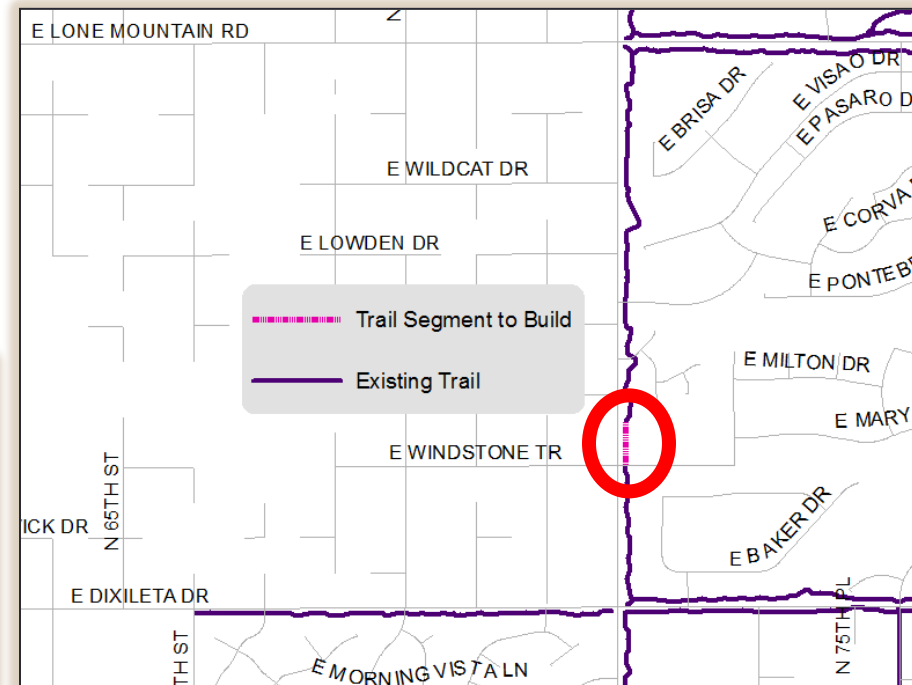 N
E LONE MOUNTAIN RD
E VISAO DR
E BRISA DR
E PASARO D
E WILDCAT DR
E CORVA
E LOWDEN DR
E PONTEB
Trail Segment to Build
E MILTON DR
Existing Trail
E MARY
E WINDSTONE TR
N 65TH ST
ICK DR
E BAKER DR
E DIXILETA DR
N 75TH PL
TH ST
E MORNING VISTA LN